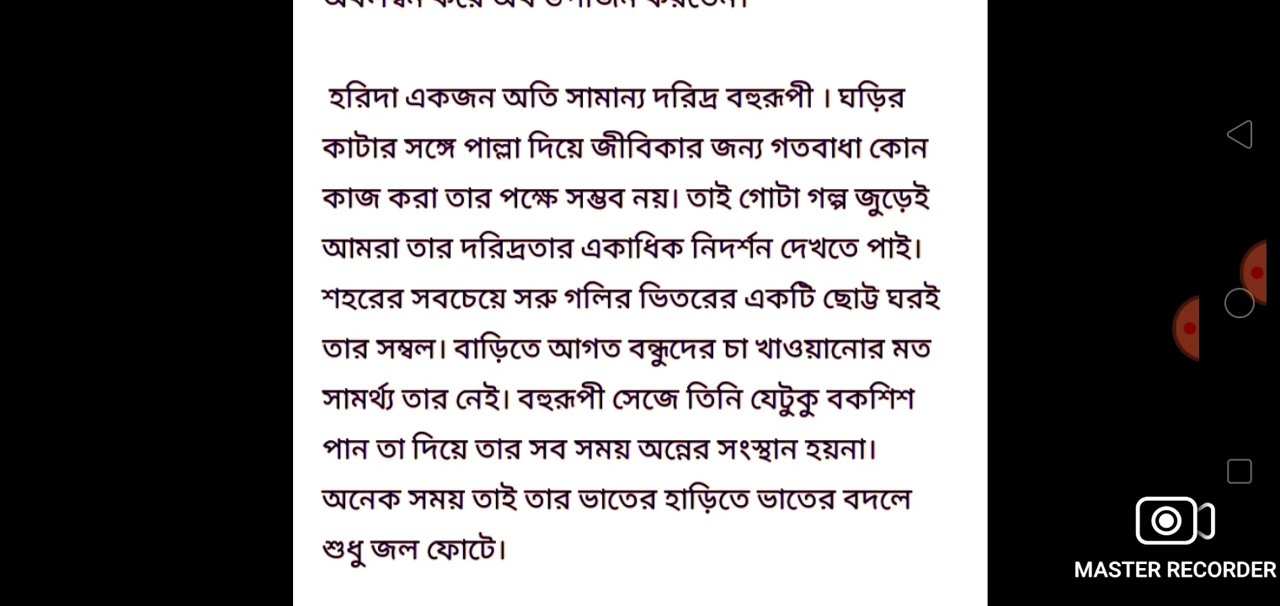 হরিদা একজন অতি সামান্য দরিদ্র বহুরূপী । ঘড়ির
কাটার সঙ্গে পাল্লা দিয়ে জীবিকার জন্য গতবাধা কোন
কাজ করা তার পক্ষে সম্ভব নয়। তাই গোটা গল্প জুড়েই
আমরা তার দরিদ্রতার একাধিক নিদর্শন দেখতে পাই।
শহরের সবচেয়ে সরু গলির ভিতরের একটি ছোট্ট ঘরই
তার সম্বল। বাড়িতে আগত বন্ধুদের চা খাওয়ানোর মত
সামর্থ্য তার নেই। বহুরূপী সেজে তিনি যেটুকু বকশিশ
পান তা দিয়ে তার সব সময় অন্নের সংস্থান হয়না।
অনেক সময় তাই তার ভাতের হাড়িতে ভাতের বদলে
শুধু জল ফোটে।
MASTER RECORDER